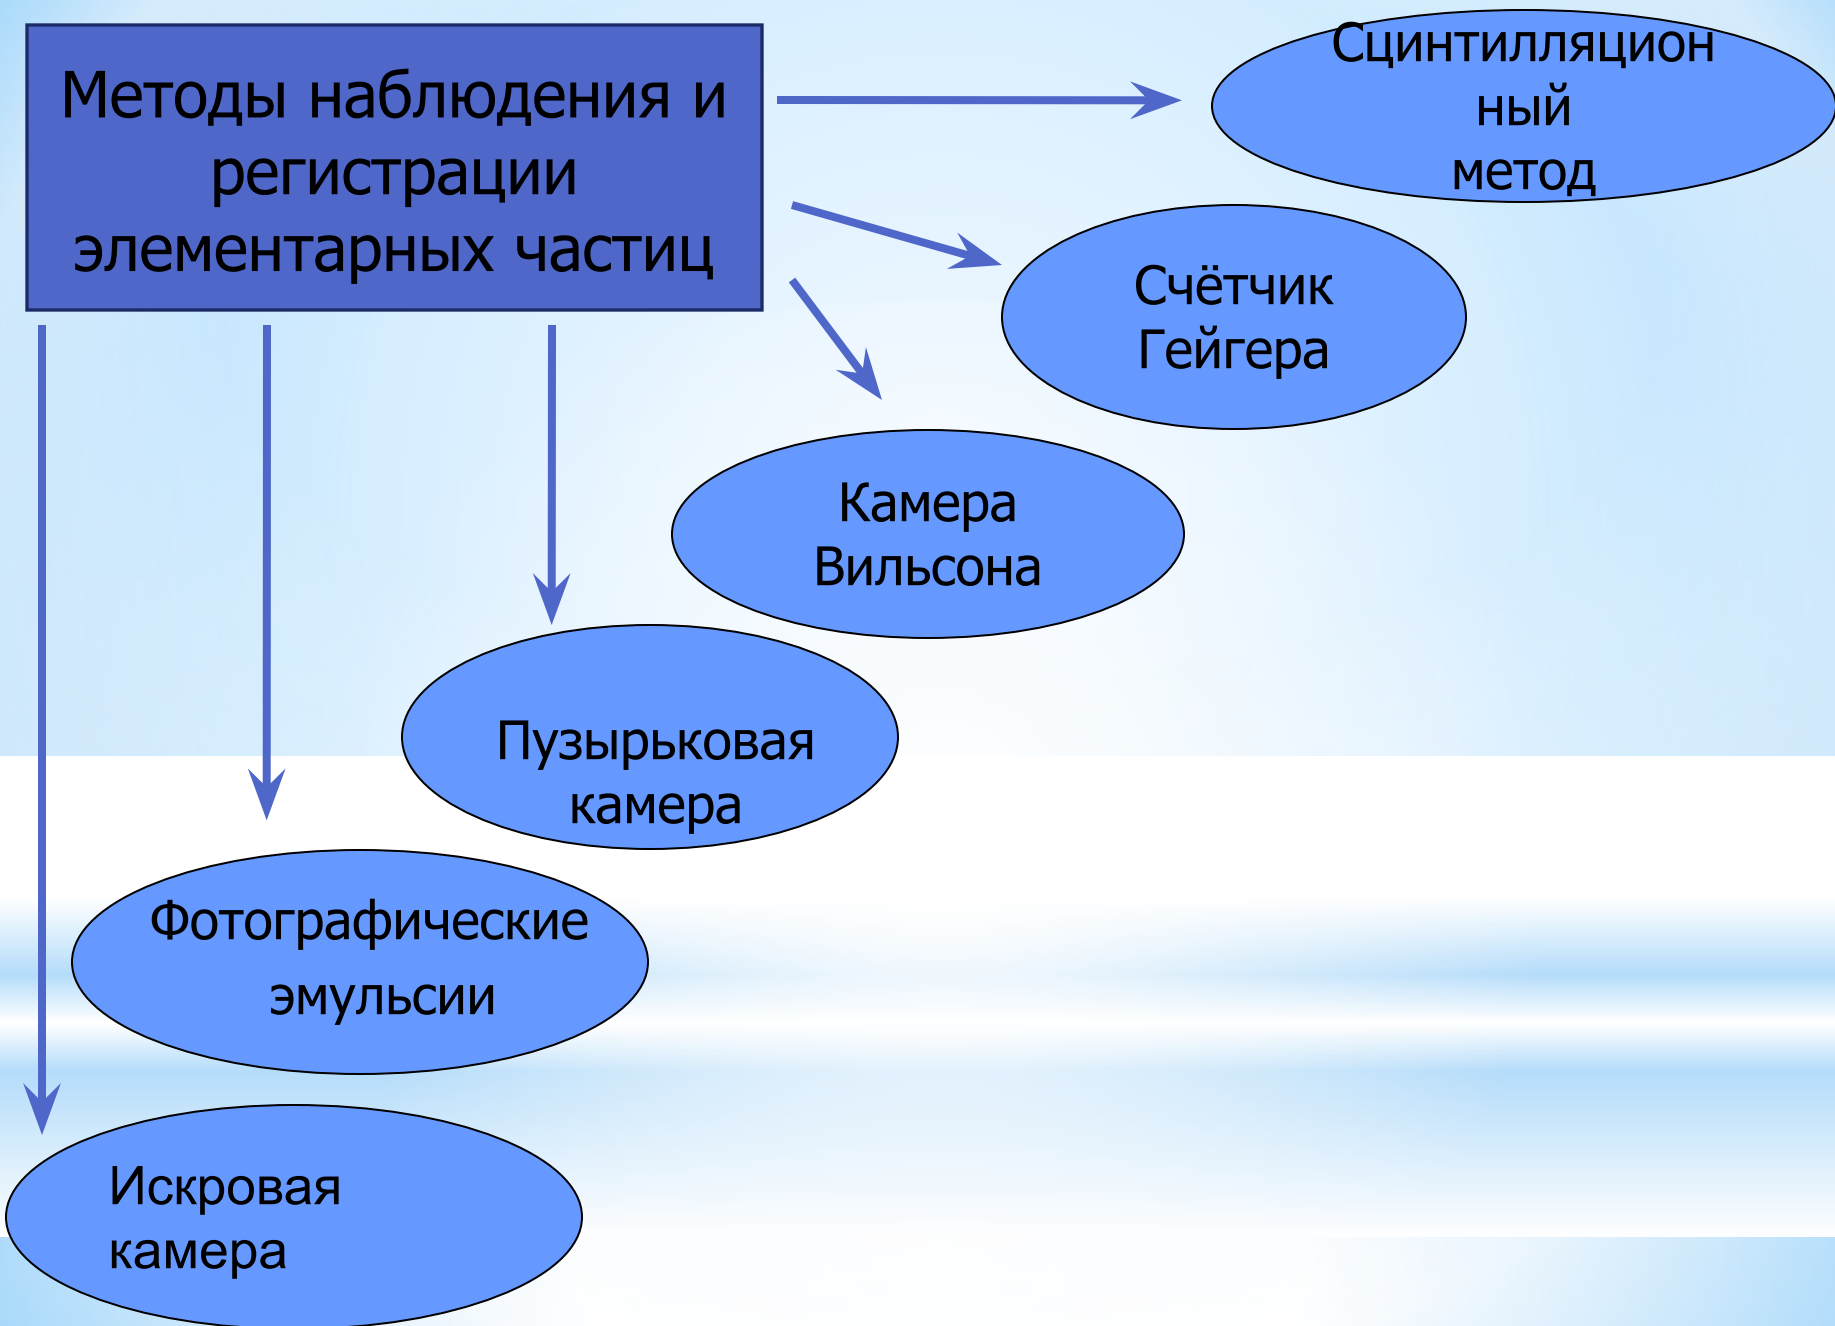 Методы наблюдения и
регистрации
элементарных частиц
Сцинтилляцион
ный
метод
Счётчик
Гейгера
Камера
Вильсона
Пузырьковая
камера
Фотографические
эмульсии
Искровая
камера